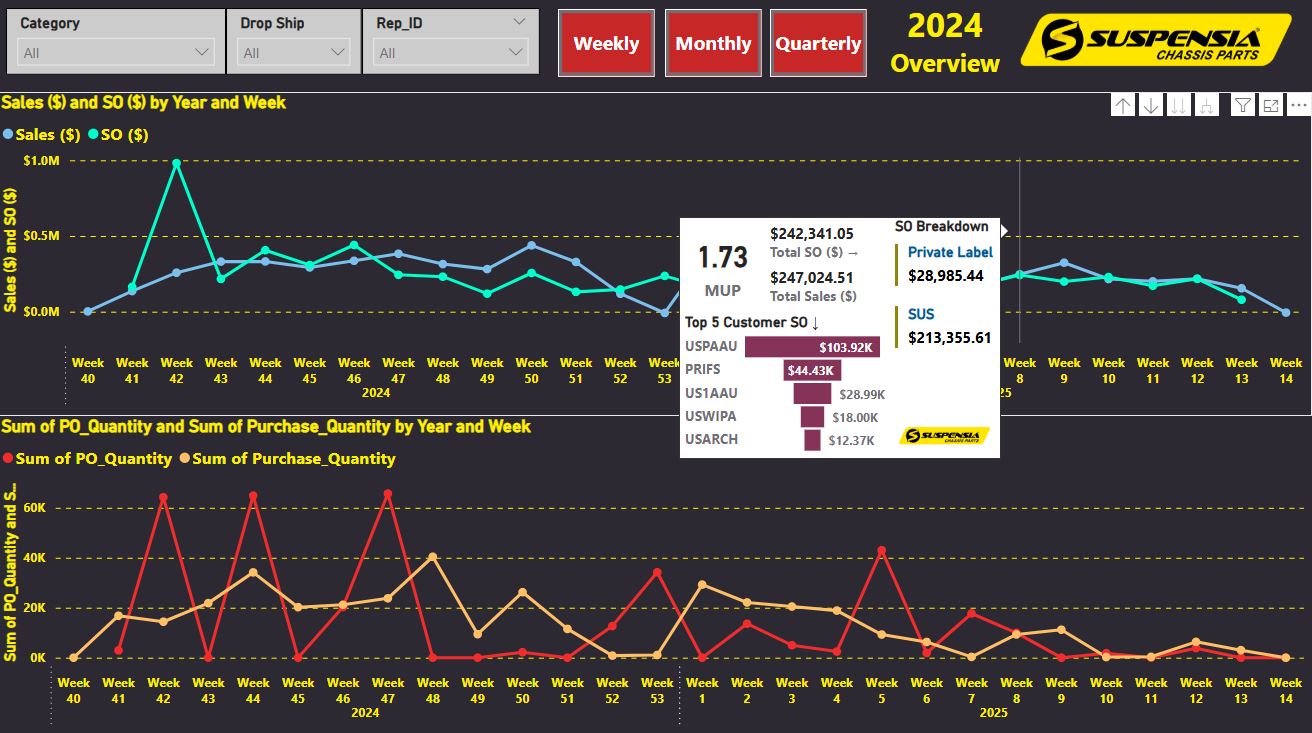 Category
All
Drop Ship
All
Rep_ID
All
Weekly
Monthly
Quarterly
2024
Overview
SUSPENSIA
CHASSIS PARTS
Sales ($) and SO ($) by Year and Week
Sales ($) SO ($)
Sales ($) and SO ($)
$1.0M
$0.5M
$0.0M
Week 40
Week 41
Week 42
Week 43
Week 44
Week 45
Week 46
Week 47
Week 48
Week 49
Week 50
Week 51
Week 52
Week 53
Week 8
Week 9
Week 10
Week 11
Week 12
Week 13
Week 14
2024
25
1.73
MUP
$242,341.05
Total SO ($) →
$247,024.51
Total Sales ($)
SO Breakdown
Private Label
$28,985.44
SUS
$213,355.61
Top 5 Customer SO ↓
USPAAU $103.92K
PRIFS $44.43K
US1AAU $28.99K
USWIPA $18.00K
USARCH $12.37K
SUSPENSIA
CHASSIS PARTS
Sum of PO_Quantity and Sum of Purchase_Quantity by Year and Week
Sum of PO_Quantity Sum of Purchase_Quantity
Sum of PO_Quantity and S...
60K
40K
20K
0K
Week 40
Week 41
Week 42
Week 43
Week 44
Week 45
Week 46
Week 47
Week 48
Week 49
Week 50
Week 51
Week 52
Week 53
Week 1
Week 2
Week 3
Week 4
Week 5
Week 6
Week 7
Week 8
Week 9
Week 10
Week 11
Week 12
Week 13
Week 14
2024
2025